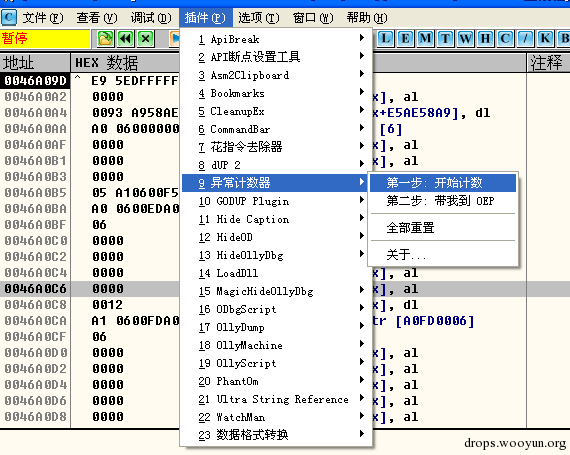 C 文件(F) 查看(V) 调试(D) 插件(P) 选项(T) 窗口(W) 帮助(H)
暂停 L E M T W H C / K B
地址 HEX 数据 注释
0046A09D ^ E9 5EDFFFFF
0046A0A2 0000 x], al
0046A0A4 0093 A958AE x+E5AE58A9], dl
0046A0AA A0 06000000 [6]
0046A0AF 0000 x], al
0046A0B1 0000 x], al
0046A0B3 0000 x], al
0046A0B5 05 A10600F5
0046A0BA A0 0600EDA0
0046A0BF 06
0046A0C0 0000
0046A0C2 0000
0046A0C4 0000 x], al
0046A0C6 0000 x], al
0046A0C8 0012 x], dl
0046A0CA A1 0600FDA0 tr [A0FD0006]
0046A0CF 06
0046A0D0 0000 x], al
0046A0D2 0000 x], al
0046A0D4 0000 x], al
0046A0D6 0000 x], al
0046A0D8 0000 x], al
1 ApiBreak
2 API断点设置工具
3 Asm2Clipboard
4 Bookmarks
5 CleanupEx
6 CommandBar
7 花指令去除器
8 dUP 2
9 异常计数器
10 GODUP Plugin
11 Hide Caption
12 HideOD
13 HideOllyDbg
14 LoadDll
15 MagicHideOllyDbg
16 ODbgScript
17 OllyDump
18 OllyMachine
19 OllyScript
20 PhantOm
21 Ultra String Reference
22 WatchMan
23 数据格式转换
第一步: 开始计数
第二步: 带我到 OEP
全部重置
关于...
drops.wooyun.org